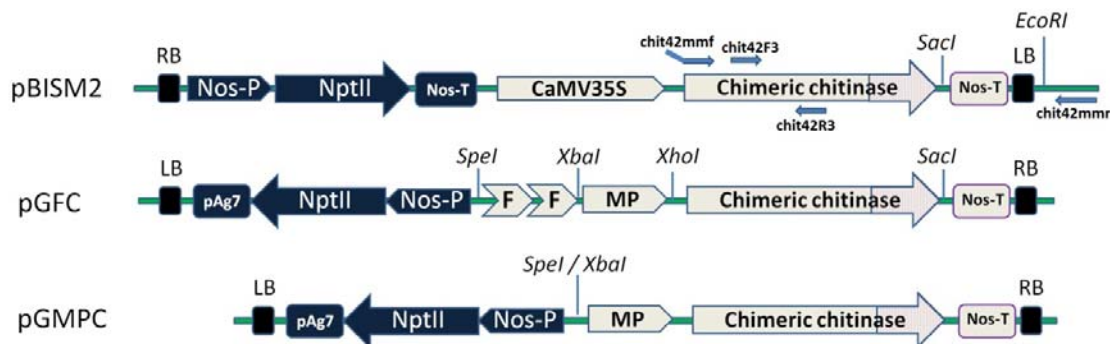 EcoRI
RB chit42mmf chit42F3 SacI LB
pBISM2 Nos-P NptII Nos-T CaMV35S Chimeric chitinase Nos-T
chit42R3 chit42mmr
LB SpeI XbaI XhoI SacI RB
pGFC pAg7 NptII Nos-P F F MP Chimeric chitinase Nos-T
SpeI / XbaI
LB RB
pGMPC pAg7 NptII Nos-P MP Chimeric chitinase Nos-T